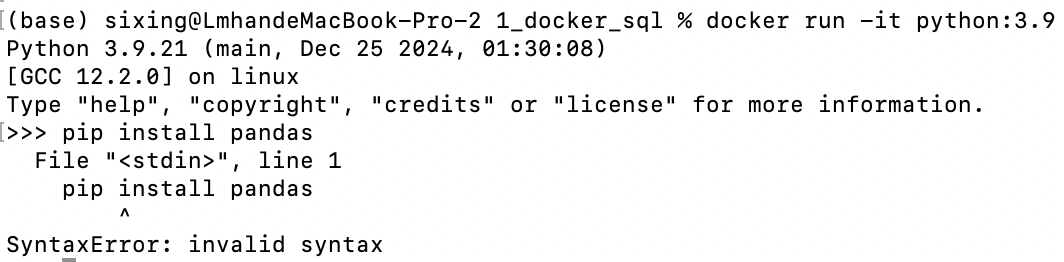 (base) sixing@LmhandeMacBook-Pro-2 1_docker_sql % docker run -it python:3.9
Python 3.9.21 (main, Dec 25 2024, 01:30:08)
[GCC 12.2.0] on linux
Type "help", "copyright", "credits" or "license" for more information.
>>> pip install pandas
  File "<stdin>", line 1
    pip install pandas
        ^
SyntaxError: invalid syntax